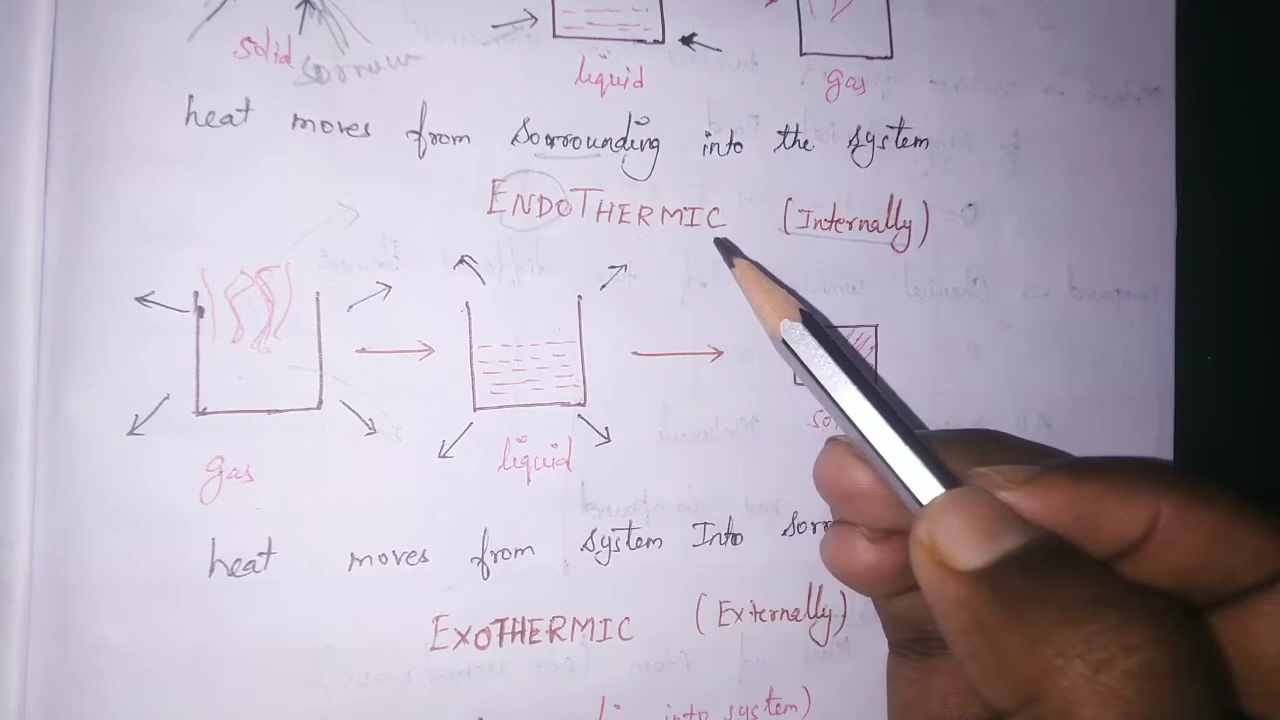 solid sorrow
liquid
gas
heat moves from Sorrounding into the system
ENDOTHERMIC (Internally)
gas
liquid
heat moves from system Into
EXOTHERMIC (Externally)
into system)